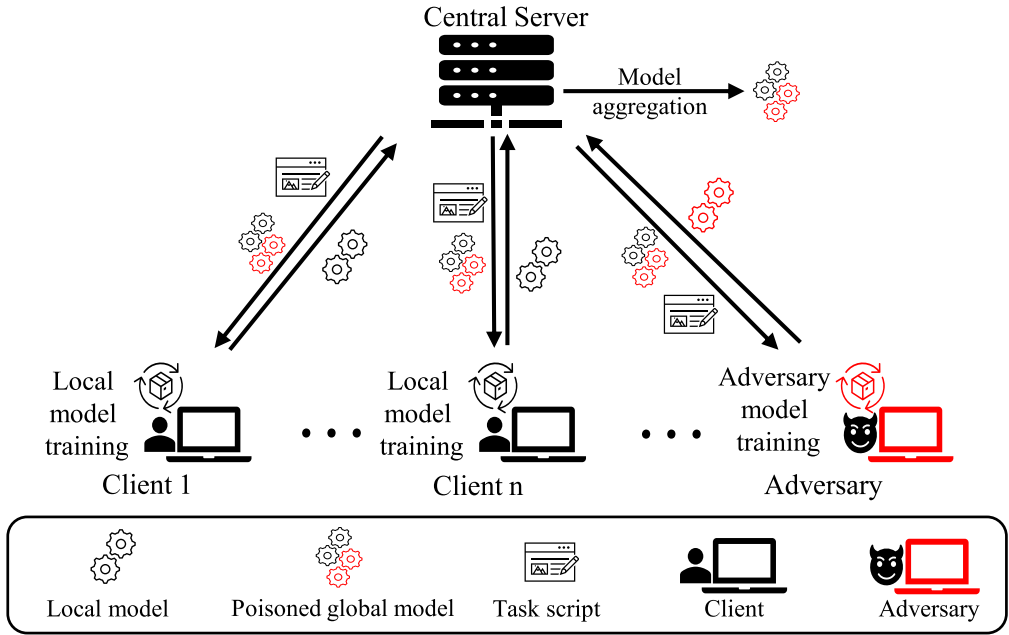 Central Server
Model
aggregation
Local
model
training
Client 1
Local
model
training
Client n
Adversary
model
training
Adversary
Local model
Poisoned global model
Task script
Client
Adversary